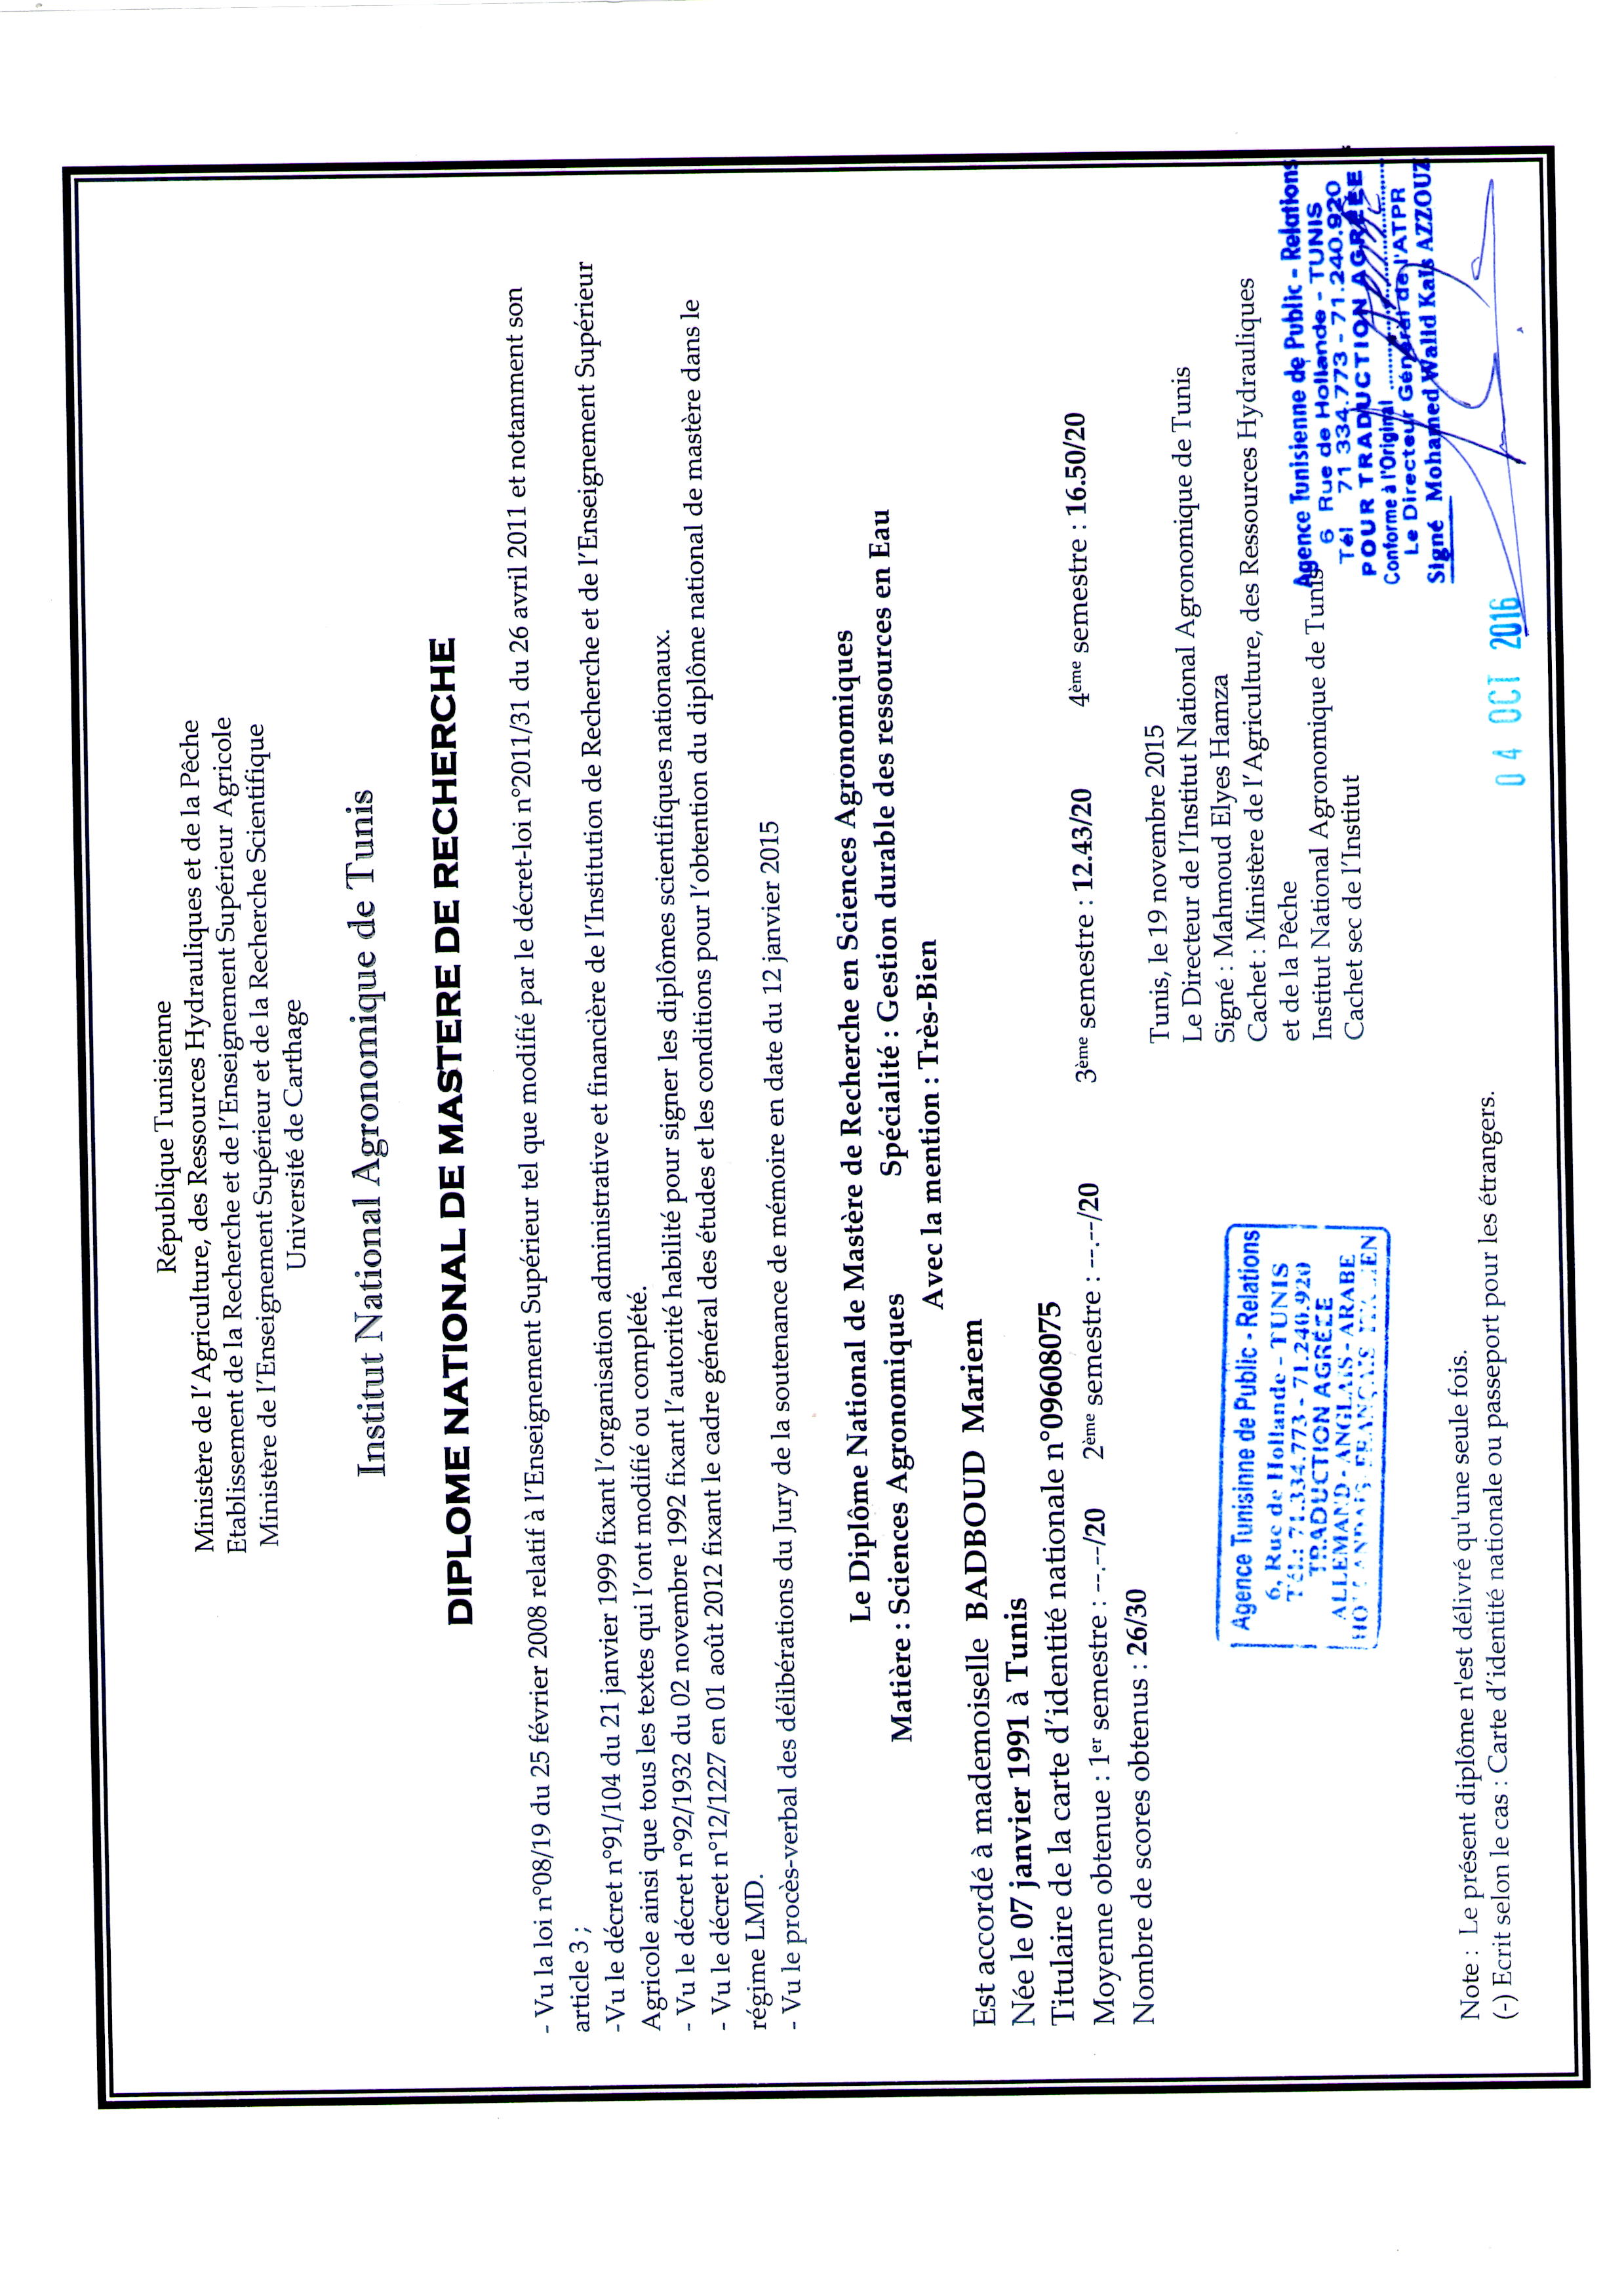 République Tunisienne
Ministère de l'Agriculture, des Ressources Hydrauliques et de la Pêche
Etablissement de la Recherche et de l'Enseignement Supérieur Agricole
Ministère de l'Enseignement Supérieur et de la Recherche Scientifique
Université de Carthage
Institut National Agronomique de Tunis
DIPLOME NATIONAL DE MASTERE DE RECHERCHE
- Vu la loi n°08/19 du 25 février 2008 relatif à l'Enseignement Supérieur tel que modifié par le décret-loi n°2011/31 du 26 avril 2011 et notamment son
article 3 ;
-Vu le décret n°91/104 du 21 janvier 1999 fixant l'organisation administrative et financière de l'Institution de Recherche et de l'Enseignement Supérieur
Agricole ainsi que tous les textes qui l'ont modifié ou complété.
- Vu le décret n°92/1932 du 02 novembre 1992 fixant l'autorité habilité pour signer les diplômes scientifiques nationaux.
- Vu le décret n°12/1227 en 01 août 2012 fixant le cadre général des études et les conditions pour l'obtention du diplôme national de mastère dans le
régime LMD.
- Vu le procès-verbal des délibérations du Jury de la soutenance de mémoire en date du 12 janvier 2015
Le Diplôme National de Mastère de Recherche en Sciences Agronomiques
Matière : Sciences Agronomiques Spécialité : Gestion durable des ressources en Eau
Avec la mention : Très-Bien
Est accordé à mademoiselle BADBOUD Mariem
Née le 07 janvier 1991 à Tunis
Titulaire de la carte d'identité nationale n°09608075
Moyenne obtenue : 1er semestre : --.--/20 2ème semestre : --.--/20 3ème semestre : 12.43/20 4ème semestre : 16.50/20
Nombre de scores obtenus : 26/30
Tunis, le 19 novembre 2015
Le Directeur de l'Institut National Agronomique de Tunis
Signé : Mahmoud Elyes Hamza
Cachet : Ministère de l'Agriculture, des Ressources Hydrauliques
et de la Pêche
Institut National Agronomique de Tunis
Cachet sec de l'Institut
Agence Tunisinne de Public - Relations
6, Rue de Hollande - TUNIS
Tél.: 71.334.773 - 71.240.920
TRADUCTION AGRÉÉE
ALLEMAND - ANGLAIS - ARABE
FRANÇAIS
Agence Tunisienne de Public - Relations
6 Rue de Hollande - TUNIS
Tél 71 334.773 - 71.240.920
POUR TRADUCTION AGRÉÉE
Conforme à l'Original
Le Directeur Général de l'ATPR
Signé Mohamed Walid Kaïs AZZOUZ
04 OCT 2016
Note : Le présent diplôme n'est délivré qu'une seule fois.
(-) Ecrit selon le cas : Carte d'identité nationale ou passeport pour les étrangers.